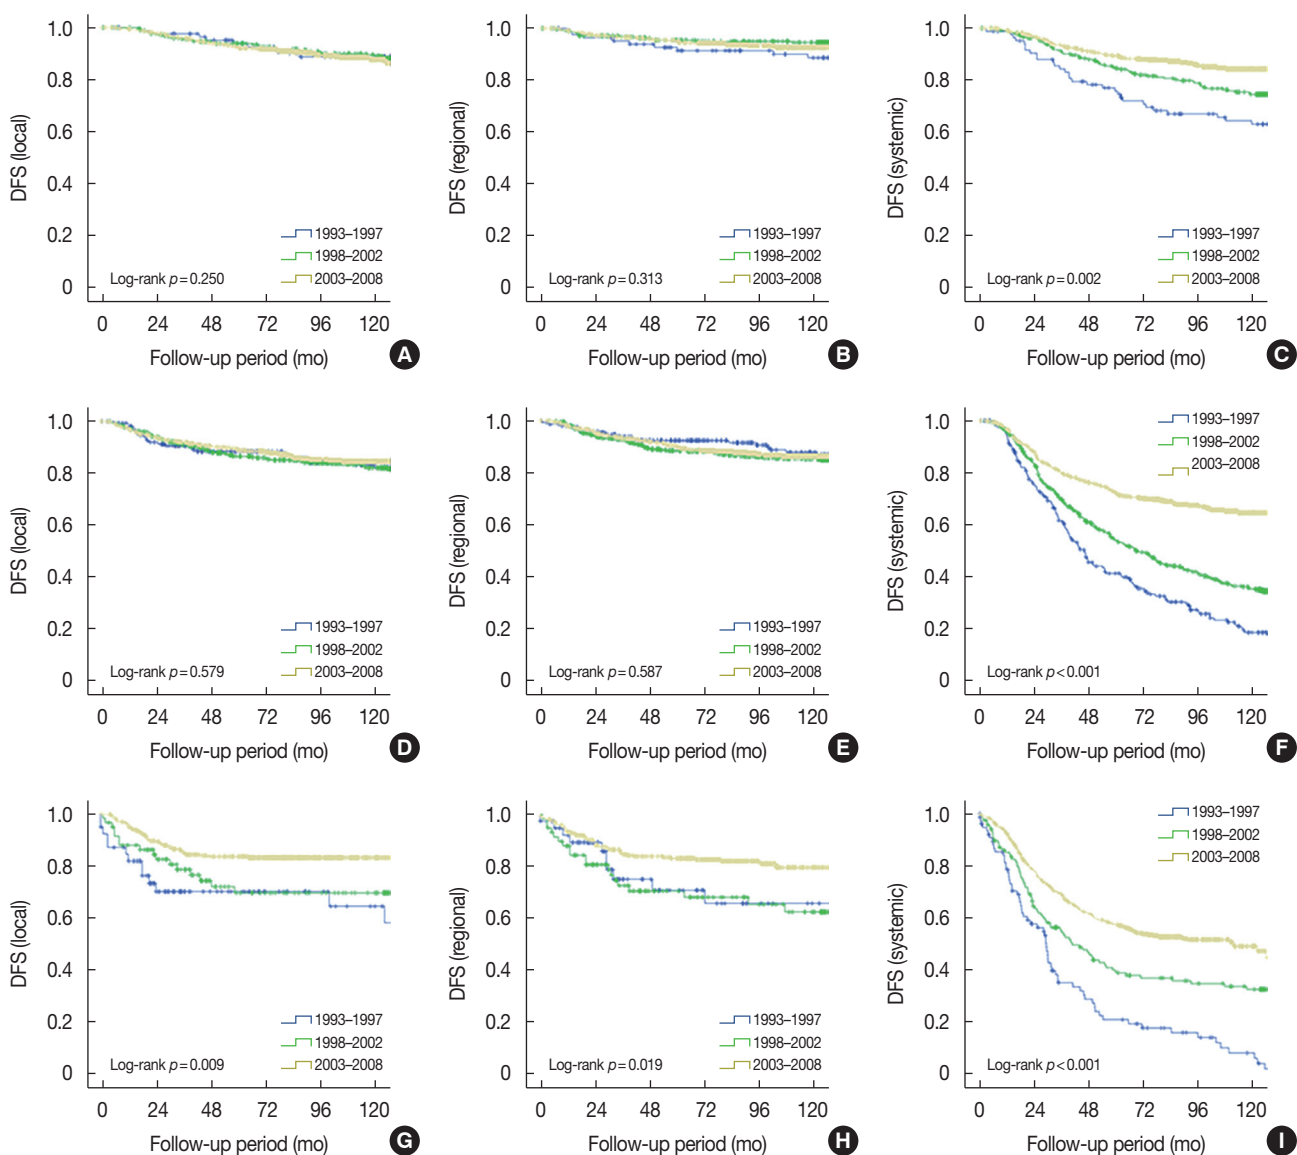 DFS (local)
1.0
0.8
0.6
0.4
0.2
0
1993–1997
1998–2002
2003–2008
Log-rank p=0.250
0 24 48 72 96 120
Follow-up period (mo)
A
DFS (regional)
1.0
0.8
0.6
0.4
0.2
0
1993–1997
1998–2002
2003–2008
Log-rank p=0.313
0 24 48 72 96 120
Follow-up period (mo)
B
DFS (systemic)
1.0
0.8
0.6
0.4
0.2
0
1993–1997
1998–2002
2003–2008
Log-rank p=0.002
0 24 48 72 96 120
Follow-up period (mo)
C
DFS (local)
1.0
0.8
0.6
0.4
0.2
0
1993–1997
1998–2002
2003–2008
Log-rank p=0.579
0 24 48 72 96 120
Follow-up period (mo)
D
DFS (regional)
1.0
0.8
0.6
0.4
0.2
0
1993–1997
1998–2002
2003–2008
Log-rank p=0.587
0 24 48 72 96 120
Follow-up period (mo)
E
DFS (systemic)
1.0
0.8
0.6
0.4
0.2
0
1993–1997
1998–2002
2003–2008
Log-rank p<0.001
0 24 48 72 96 120
Follow-up period (mo)
F
DFS (local)
1.0
0.8
0.6
0.4
0.2
0
1993–1997
1998–2002
2003–2008
Log-rank p=0.009
0 24 48 72 96 120
Follow-up period (mo)
G
DFS (regional)
1.0
0.8
0.6
0.4
0.2
0
1993–1997
1998–2002
2003–2008
Log-rank p=0.019
0 24 48 72 96 120
Follow-up period (mo)
H
DFS (systemic)
1.0
0.8
0.6
0.4
0.2
0
1993–1997
1998–2002
2003–2008
Log-rank p<0.001
0 24 48 72 96 120
Follow-up period (mo)
I